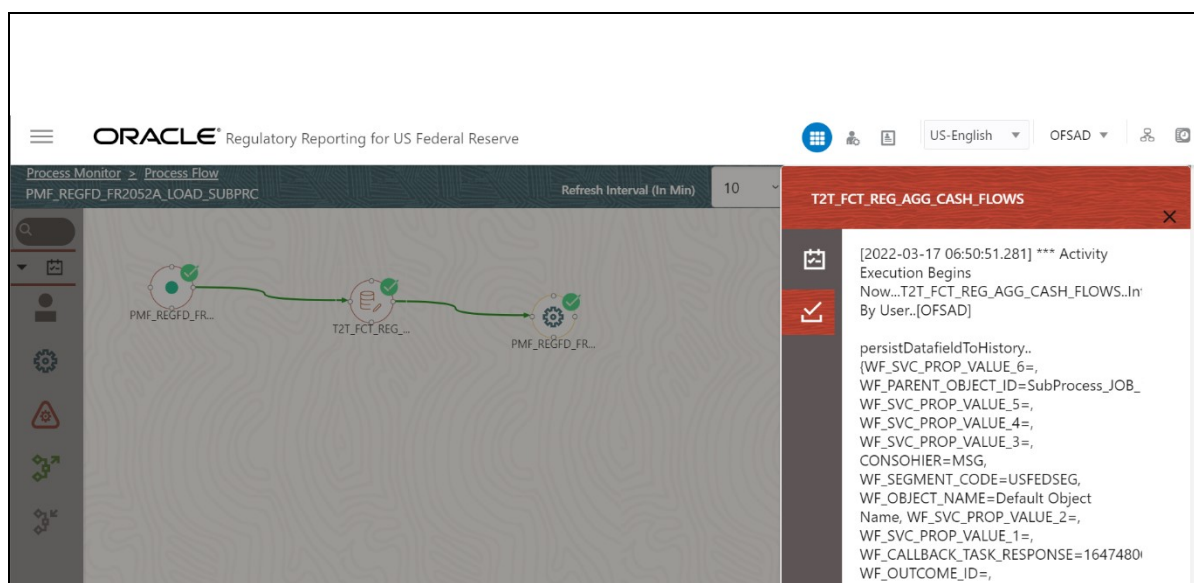 ORACLE® Regulatory Reporting for US Federal Reserve
US-English
OFSAD
Process Monitor > Process Flow
PMF_REGFD_FR2052A_LOAD_SUBPRC
Refresh Interval (In Min)
10
PMF_REGFD_FR...
T2T_FCT_REG_...
PMF_REGFD_FR...
T2T_FCT_REG_AGG_CASH_FLOWS
[2022-03-17 06:50:51.281] *** Activity
Execution Begins
Now...T2T_FCT_REG_AGG_CASH_FLOWS..In
By User..[OFSAD]
persistDatafieldToHistory..
{WF_SVC_PROP_VALUE_6=,
WF_PARENT_OBJECT_ID=SubProcess_JOB_
WF_SVC_PROP_VALUE_5=,
WF_SVC_PROP_VALUE_4=,
WF_SVC_PROP_VALUE_3=,
CONSOHIER=MSG,
WF_SEGMENT_CODE=USFEDSEG,
WF_OBJECT_NAME=Default Object
Name, WF_SVC_PROP_VALUE_2=,
WF_SVC_PROP_VALUE_1=,
WF_CALLBACK_TASK_RESPONSE=1647480
WF_OUTCOME_ID=,